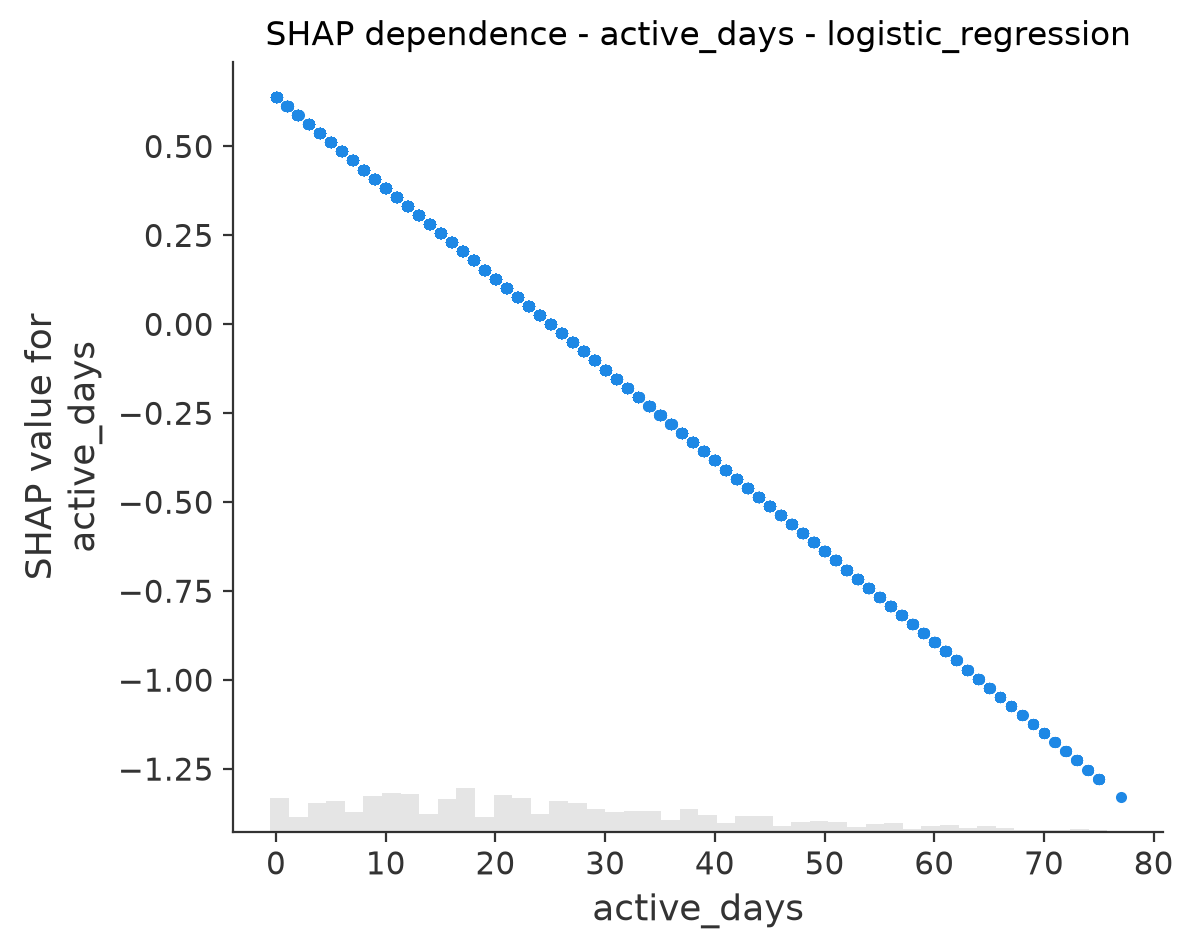 SHAP dependence - active_days - logistic_regression
SHAP value for
active_days
0.50
0.25
0.00
−0.25
−0.50
−0.75
−1.00
−1.25
0 10 20 30 40 50 60 70 80
active_days